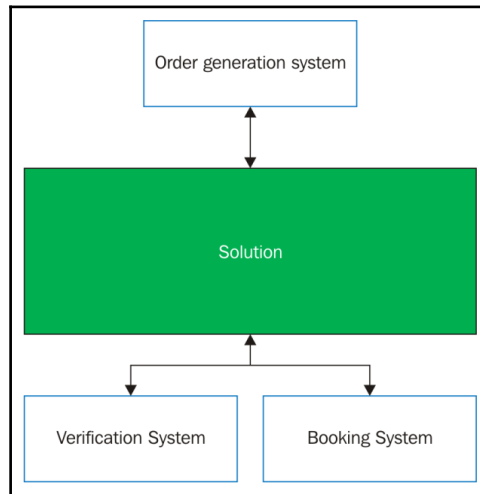 Order generation system
Solution
Verification System
Booking System